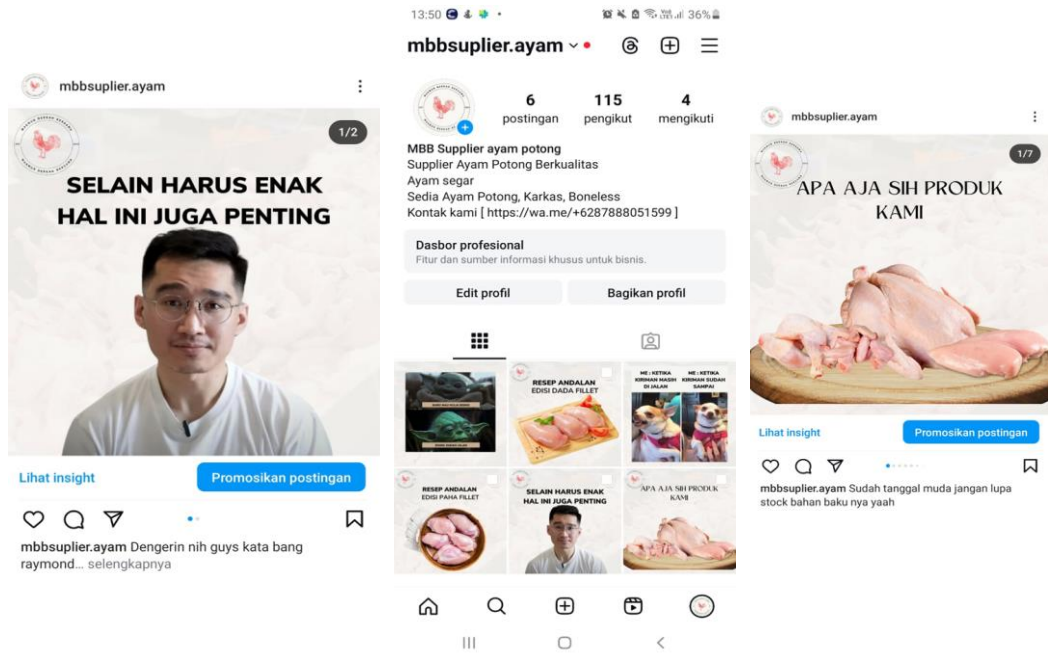 mbbsuplier.ayam
1/2
SELAIN HARUS ENAK
HAL INI JUGA PENTING
Lihat insight
Promosikan postingan
mbbsuplier.ayam Dengerin nih guys kata bang
raymond... selengkapnya
13:50
36%
mbbsuplier.ayam
6
115
4
postingan
pengikut
mengikuti
MBB Supplier ayam potong
Supplier Ayam Potong Berkualitas
Ayam segar
Sedia Ayam Potong, Karkas, Boneless
Kontak kami [ https://wa.me/+6287888051599 ]
Dasbor profesional
Fitur dan sumber informasi khusus untuk bisnis.
Edit profil
Bagikan profil
RESEP ANDALAN
EDISI DADA FILLET
ME : KETIKA
KIRIMAN MASIH
DI JALAN
ME : KETIKA
KIRIMAN SUDAH
SAMPAI
RESEP ANDALAN
EDISI PAHA FILLET
SELAIN HARUS ENAK
HAL INI JUGA PENTING
APA AJA SIH PRODUK
KAMI
mbbsuplier.ayam
1/7
APA AJA SIH PRODUK
KAMI
Lihat insight
Promosikan postingan
mbbsuplier.ayam Sudah tanggal muda jangan lupa
stock bahan baku nya yaah